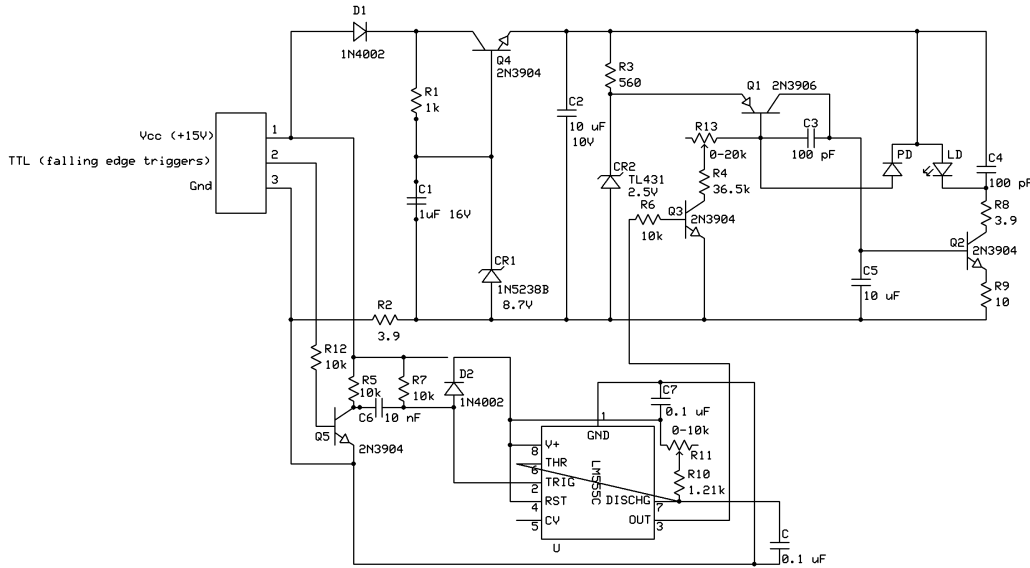 D1
1N4002
Q4
2N3904
R1
1k
C1
1uF 16V
CR1
1N5238B
8.7V
C2
10 uF
10V
R3
560
CR2
TL431
2.5V
Q1 2N3906
C3
100 pF
R13
0-20k
R4
36.5k
R6
10k
Q3
2N3904
PD
LD
C4
100 pF
R8
3.9
Q2
2N3904
R9
10
C5
10 uF
Vcc (+15V)
1
TTL (falling edge triggers)
2
Gnd
3
R2
3.9
R12
10k
R5
10k
R7
10k
D2
1N4002
C6
10 nF
Q5
2N3904
C7
0.1 uF
0-10k
R11
R10
1.21k
1
GND
V+
8
THR
6
TRIG
2
RST
4
CV
5
LM555C
DISCHG
7
OUT
3
U
C
0.1 uF